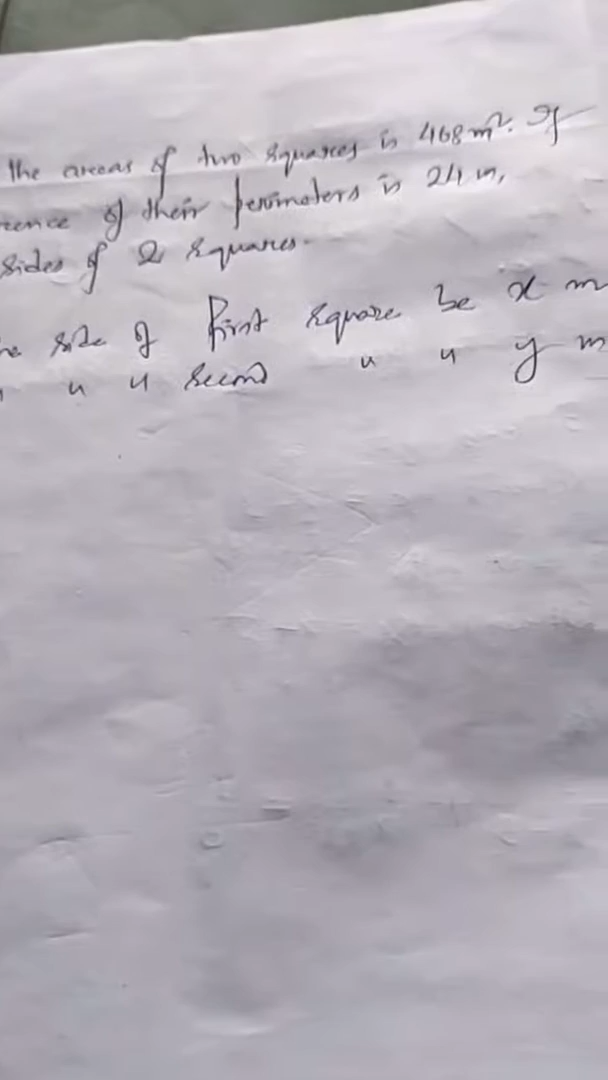 the areas of two squares is 468 m². If
rence of their perimeters is 24 m,
sides of 2 squares.
he side of first square be x m
" " second " " y m